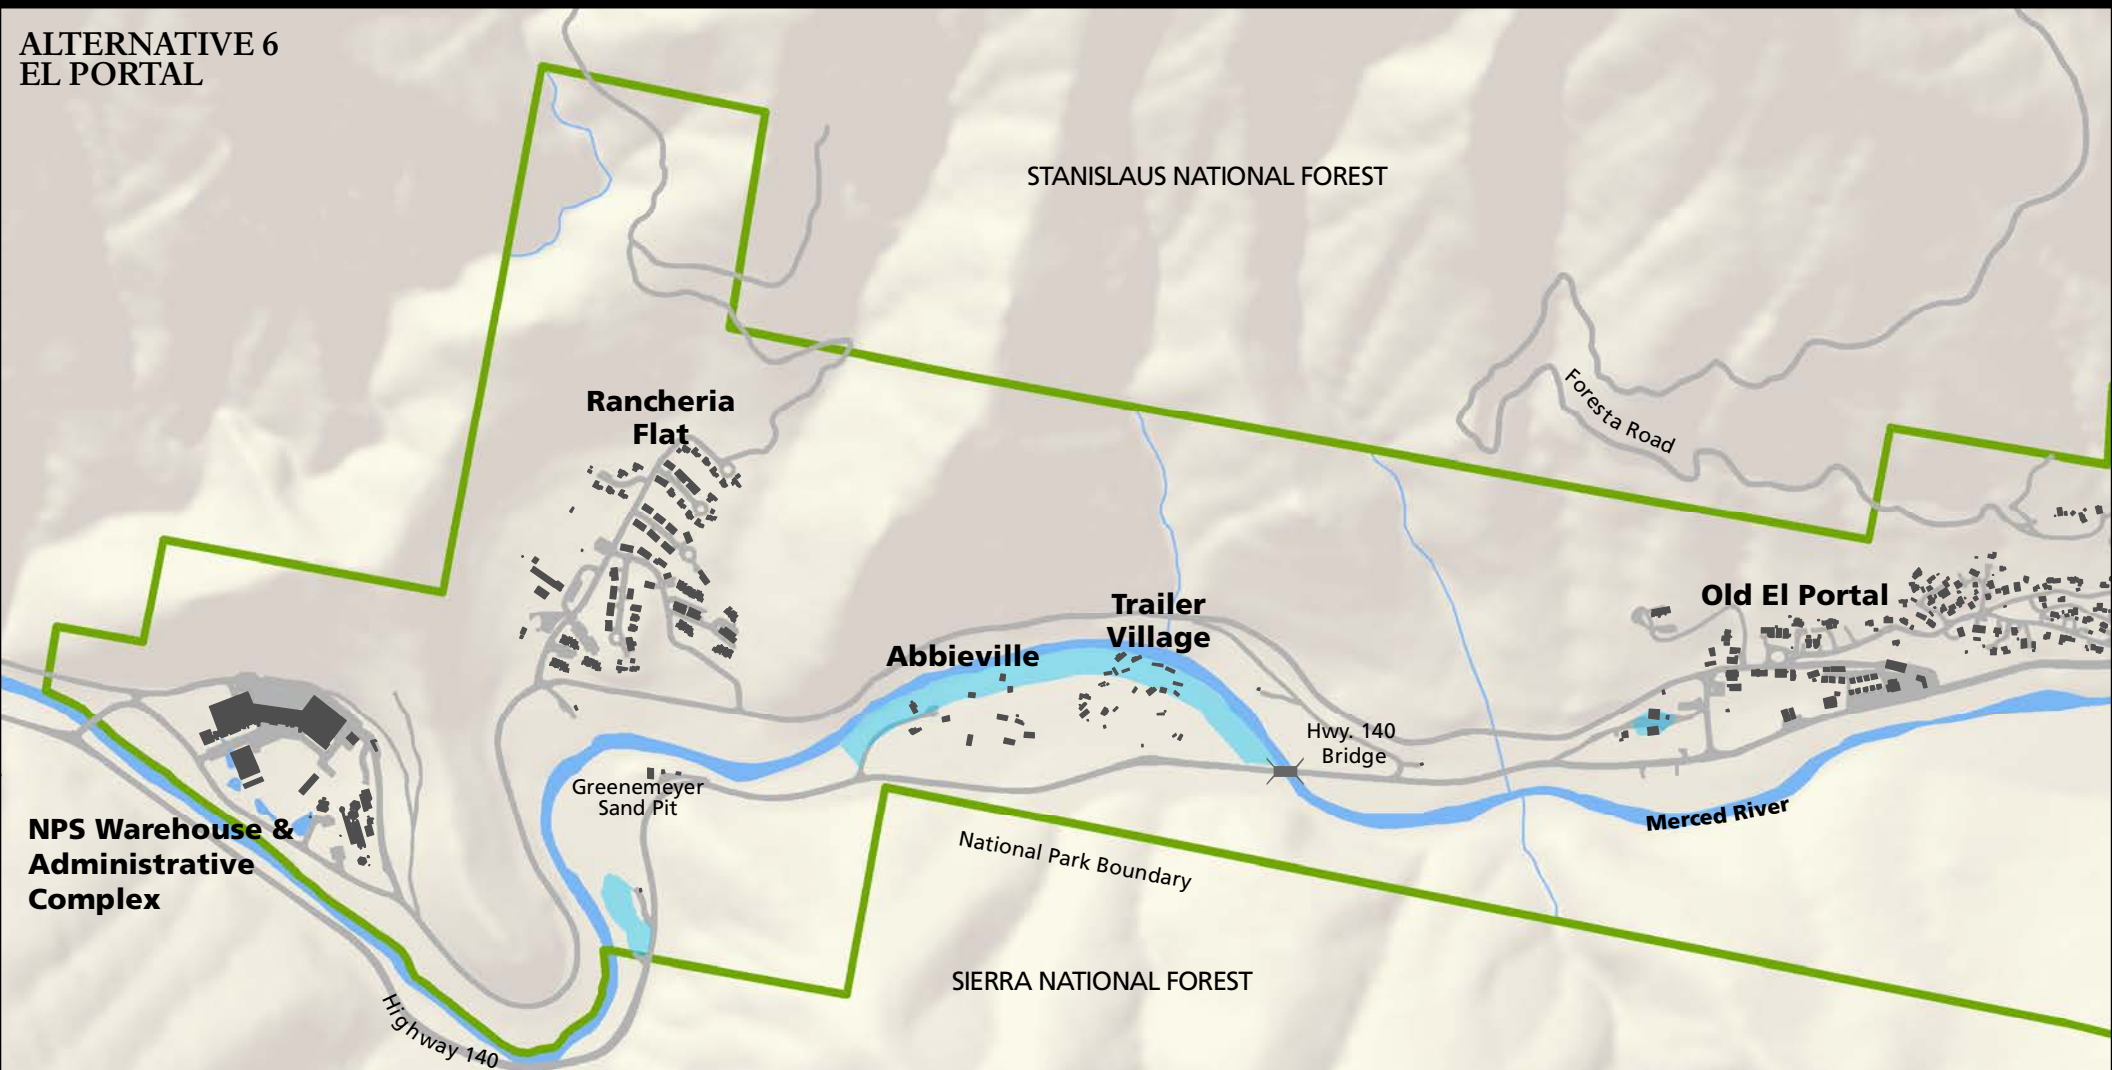 ALTERNATIVE 6
EL PORTAL
STANISLAUS NATIONAL FOREST
Foresta Road
Rancheria
Flat
Old El Portal
Trailer
Village
Abbieville
Hwy. 140
Bridge
Greenemeyer
Sand Pit
Merced River
NPS Warehouse &
Administrative
Complex
National Park Boundary
SIERRA NATIONAL FOREST
Highway 140